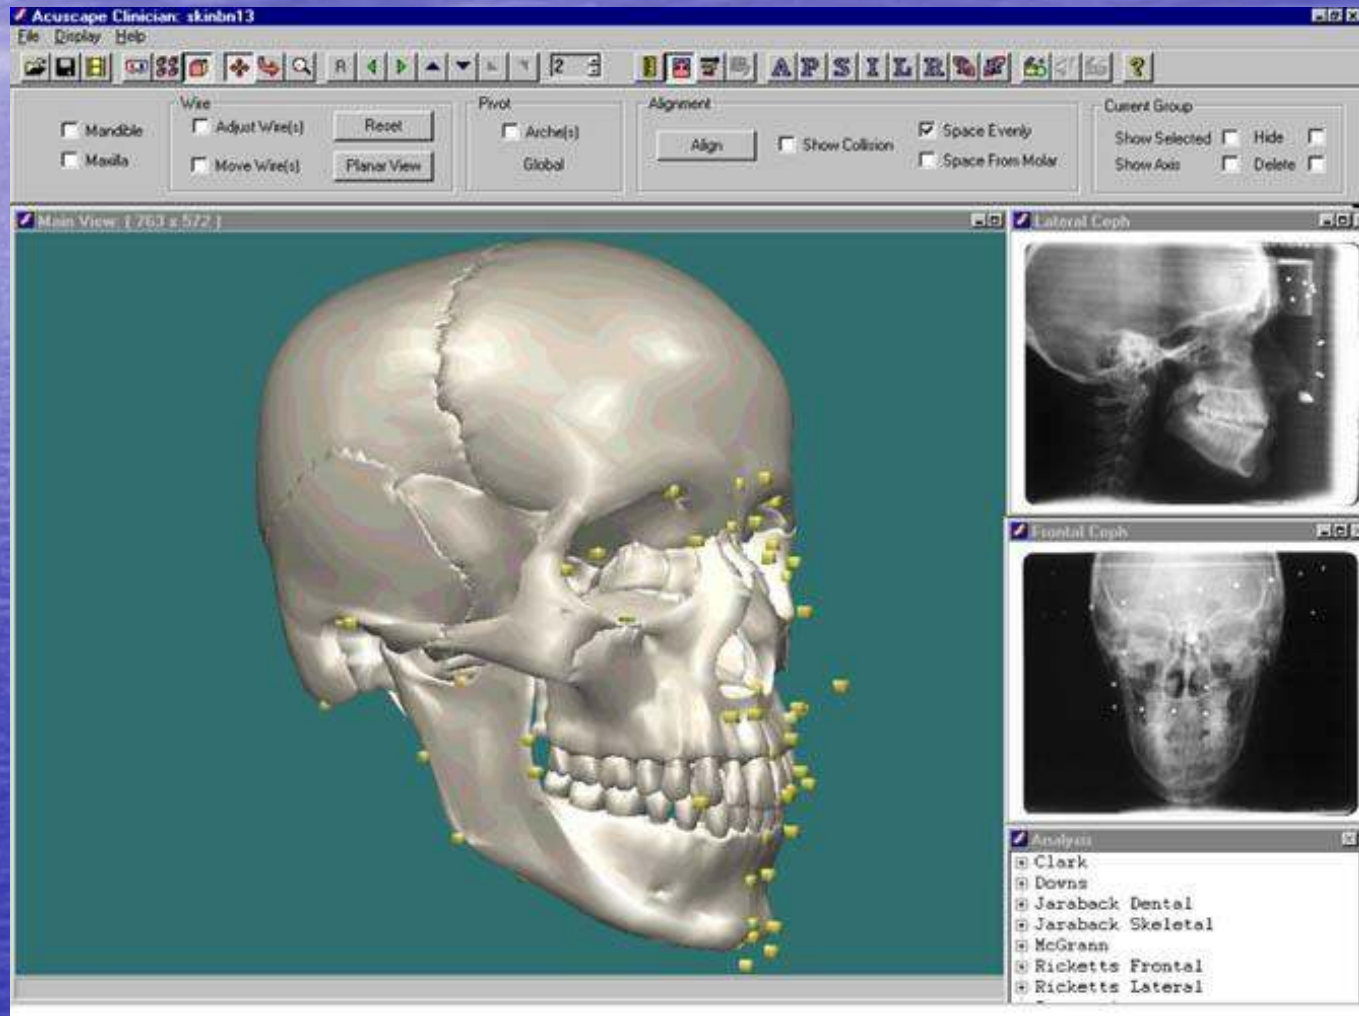 Acuscape Clinician: skinbn13
File Display Help
R 2 A P S I L R ?
Wire
Pivot
Alignment
Current Group
Mandible
Maxilla
Adjust Wire(s)
Reset
Move Wire(s)
Planar View
Arche(s)
Global
Align
Show Collision
Space Evenly
Space From Molar
Show Selected
Hide
Show Axis
Delete
Main View: [ 763 x 572 ]
Lateral Ceph
Frontal Ceph
Analysis
Clark
Downs
Jaraback Dental
Jaraback Skeletal
McGrann
Ricketts Frontal
Ricketts Lateral